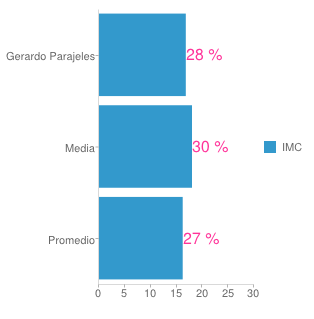 Gerardo Parajeles
28 %
Media
30 %
IMC
Promedio
27 %
0 5 10 15 20 25 30